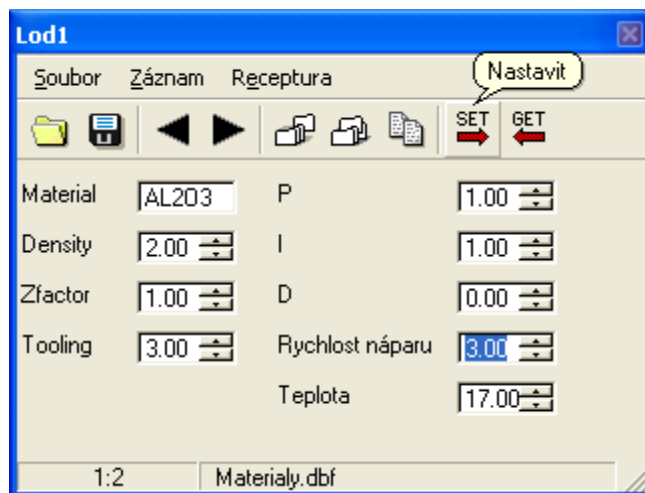 Lod1
Soubor Záznam Receptura
Nastavit
SET GET
Material AL2O3 P 1.00
Density 2.00 I 1.00
Zfactor 1.00 D 0.00
Tooling 3.00 Rychlost náparu 3.00
Teplota 17.00
1:2 Materialy.dbf